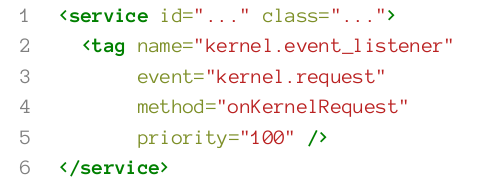 1 <service id="..." class="...">
2   <tag name="kernel.event_listener"
3        event="kernel.request"
4        method="onKernelRequest"
5        priority="100" />
6 </service>